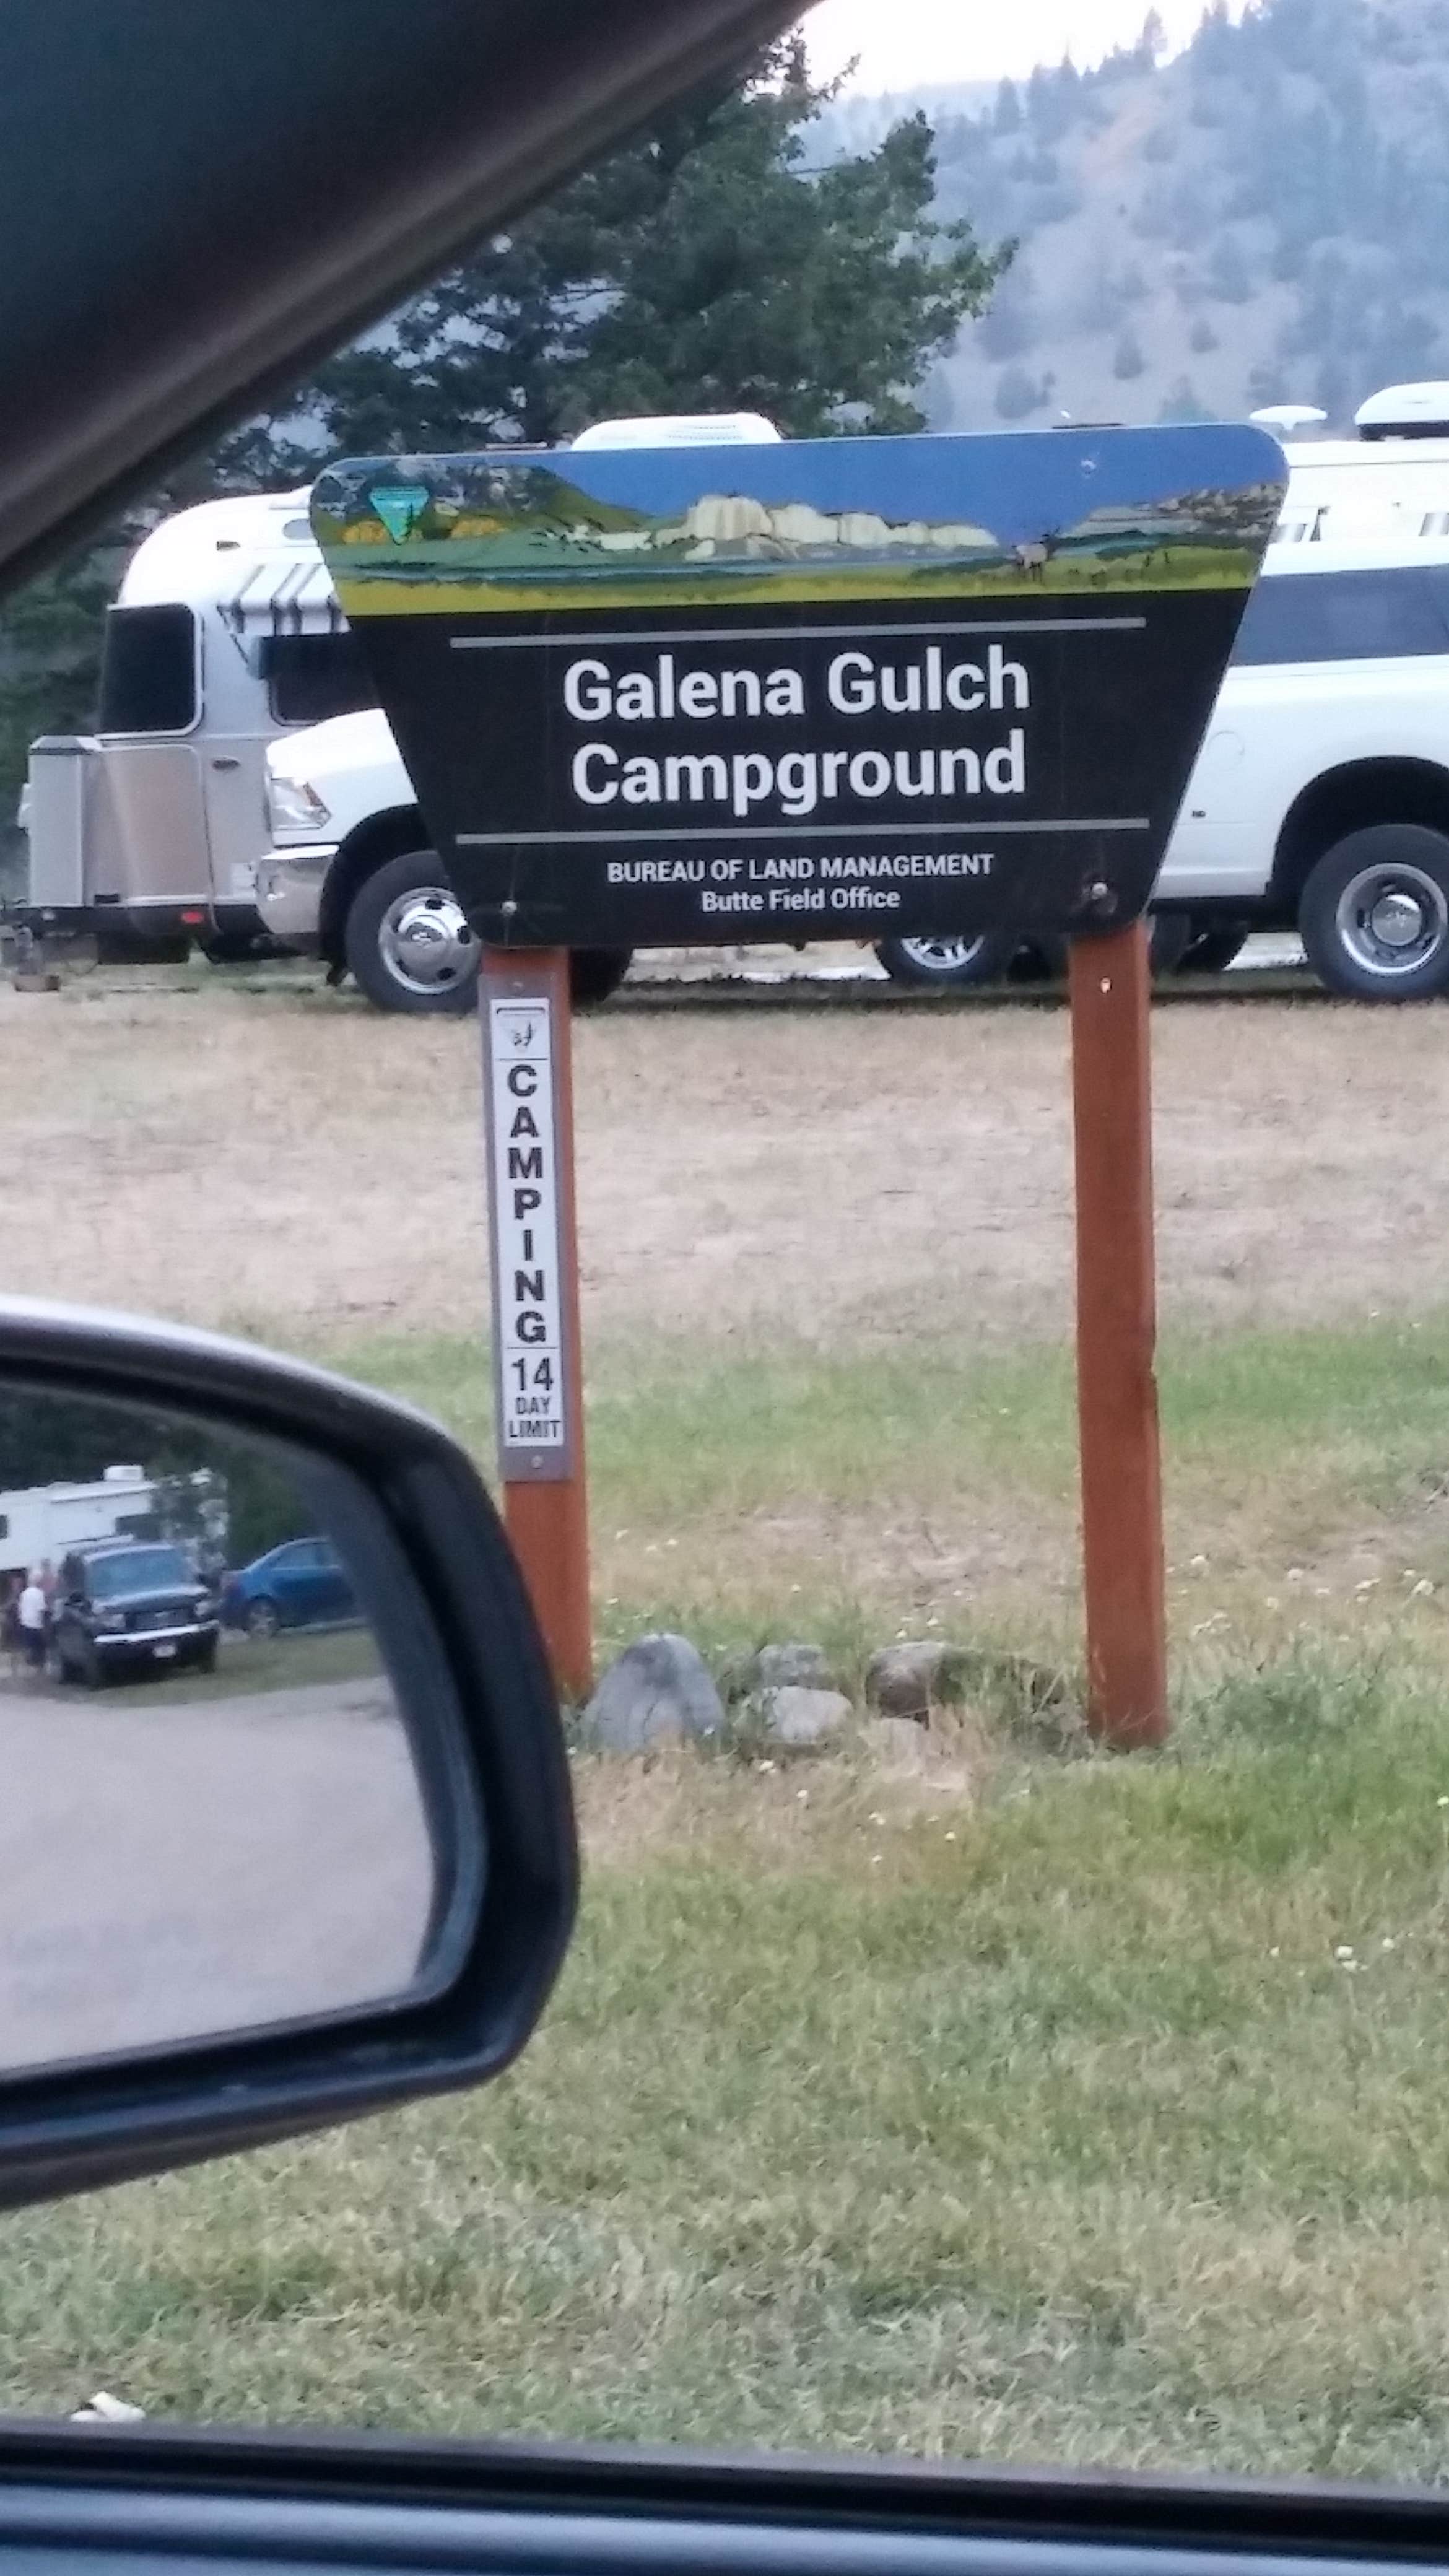 Galena Gulch
Campground
BUREAU OF LAND MANAGEMENT
Butte Field Office
CAMPING
14
DAY
LIMIT